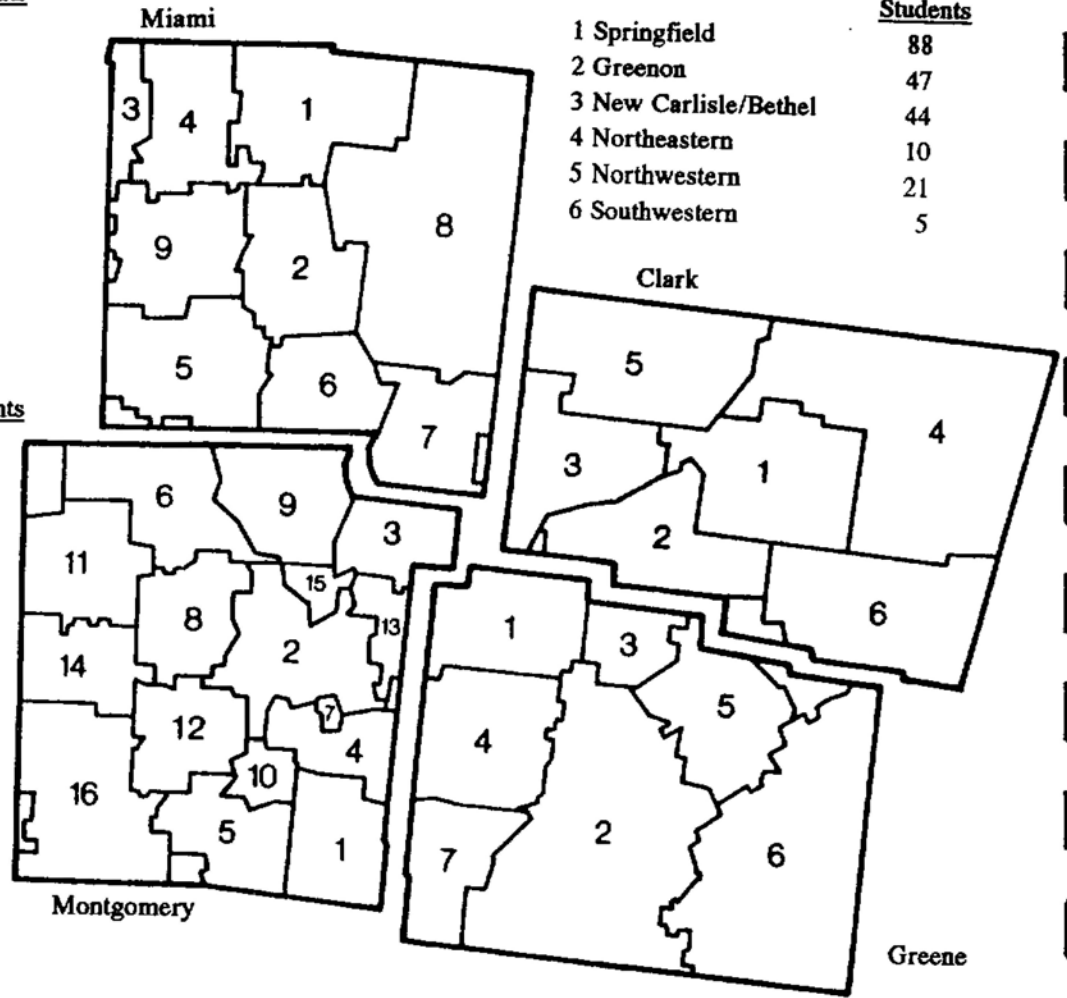 Miami
Students
1 Springfield 88
2 Greenon 47
3 New Carlisle/Bethel 44
4 Northeastern 10
5 Northwestern 21
6 Southwestern 5
3 4 1
8
9 2
5 6
7
Clark
5
4
3 1
2
6
nts
6 9
3
11
15
8 13
2
14
7
12 4
10
16
5 1
Montgomery
1 3
5
4
2
7 6
Greene